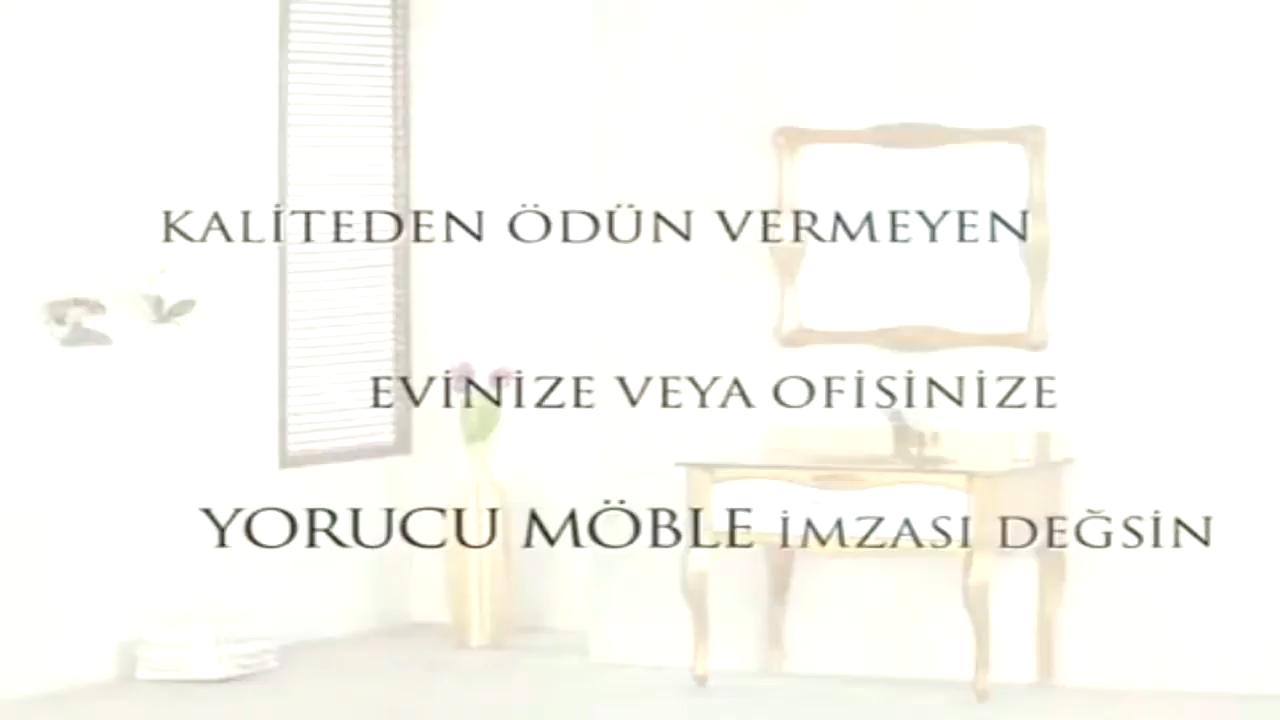 KALİTEDEN ÖDÜN VERMEYEN
EVİNİZE VEYA OFİSİNİZE
YORUCU MÖBLE İMZASI DEĞSİN